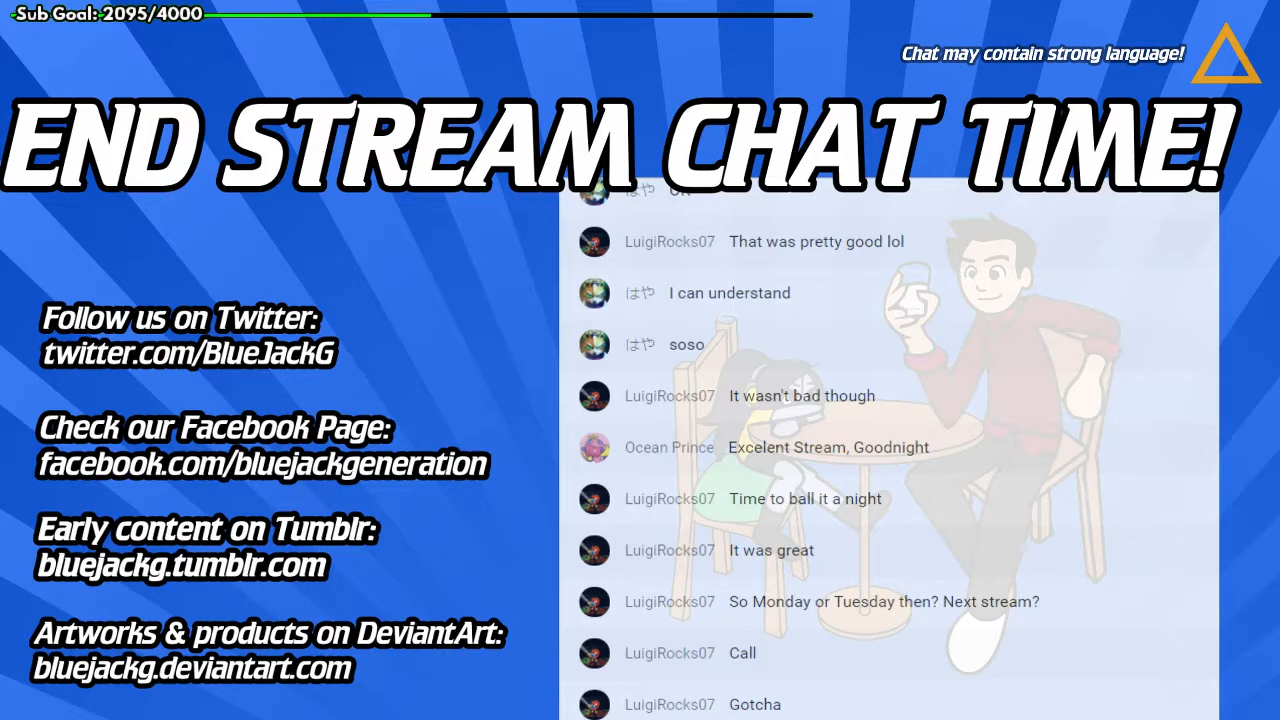 Sub Goal: 2095/4000
Chat may contain strong language!
END STREAM CHAT TIME!
Follow us on Twitter:
twitter.com/BlueJackG
Check our Facebook Page:
facebook.com/bluejackgeneration
Early content on Tumblr:
bluejackg.tumblr.com
Artworks & products on DeviantArt:
bluejackg.deviantart.com
はや
LuigiRocks07 That was pretty good lol
はや I can understand
はや soso
LuigiRocks07 It wasn't bad though
Ocean Prince Excelent Stream, Goodnight
LuigiRocks07 Time to ball it a night
LuigiRocks07 It was great
LuigiRocks07 So Monday or Tuesday then? Next stream?
LuigiRocks07 Call
LuigiRocks07 Gotcha